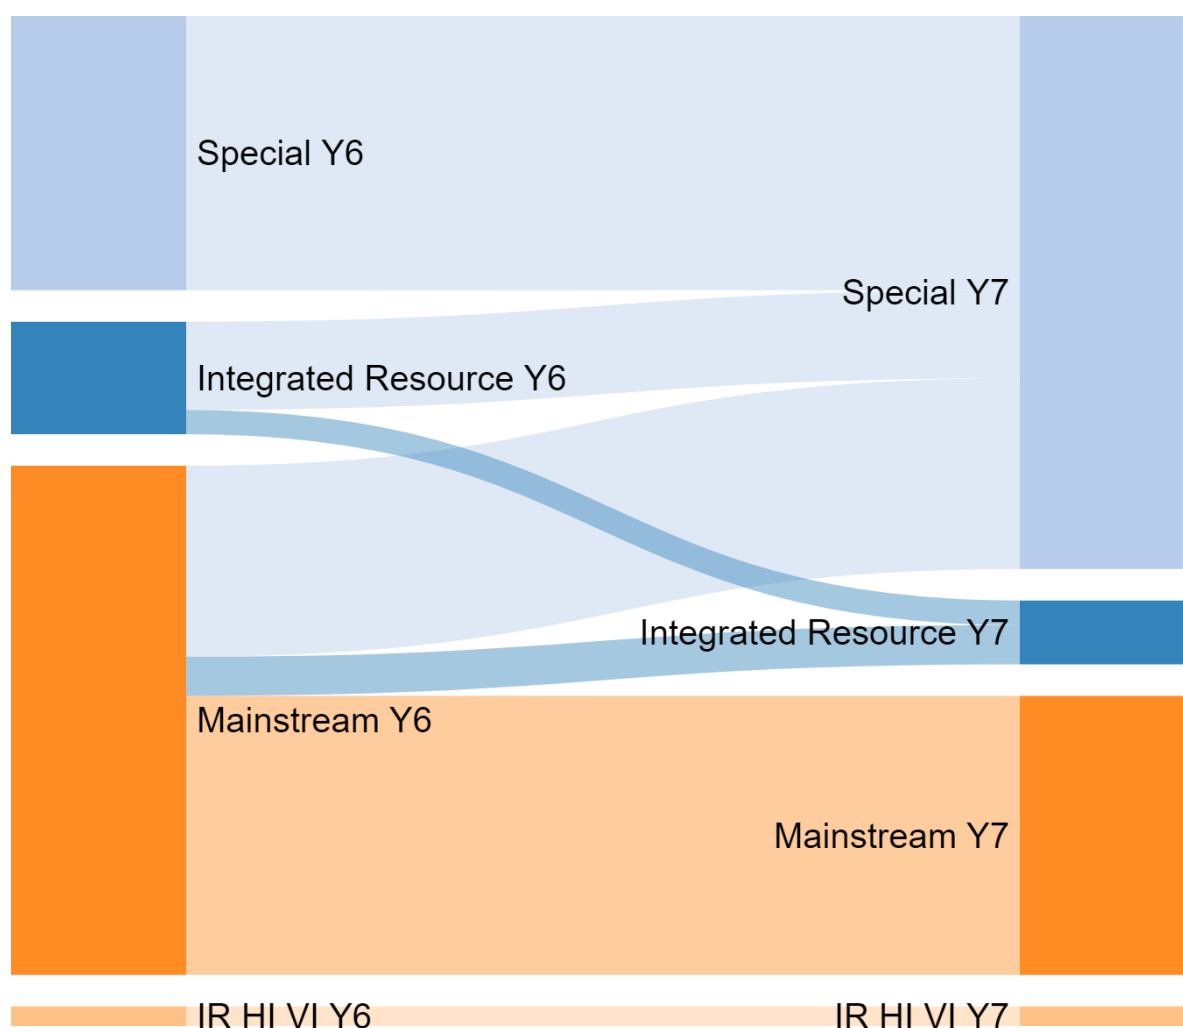 Special Y6
Special Y7
Integrated Resource Y6
Integrated Resource Y7
Mainstream Y6
Mainstream Y7
IR HI VI Y6
IR HI VI Y7